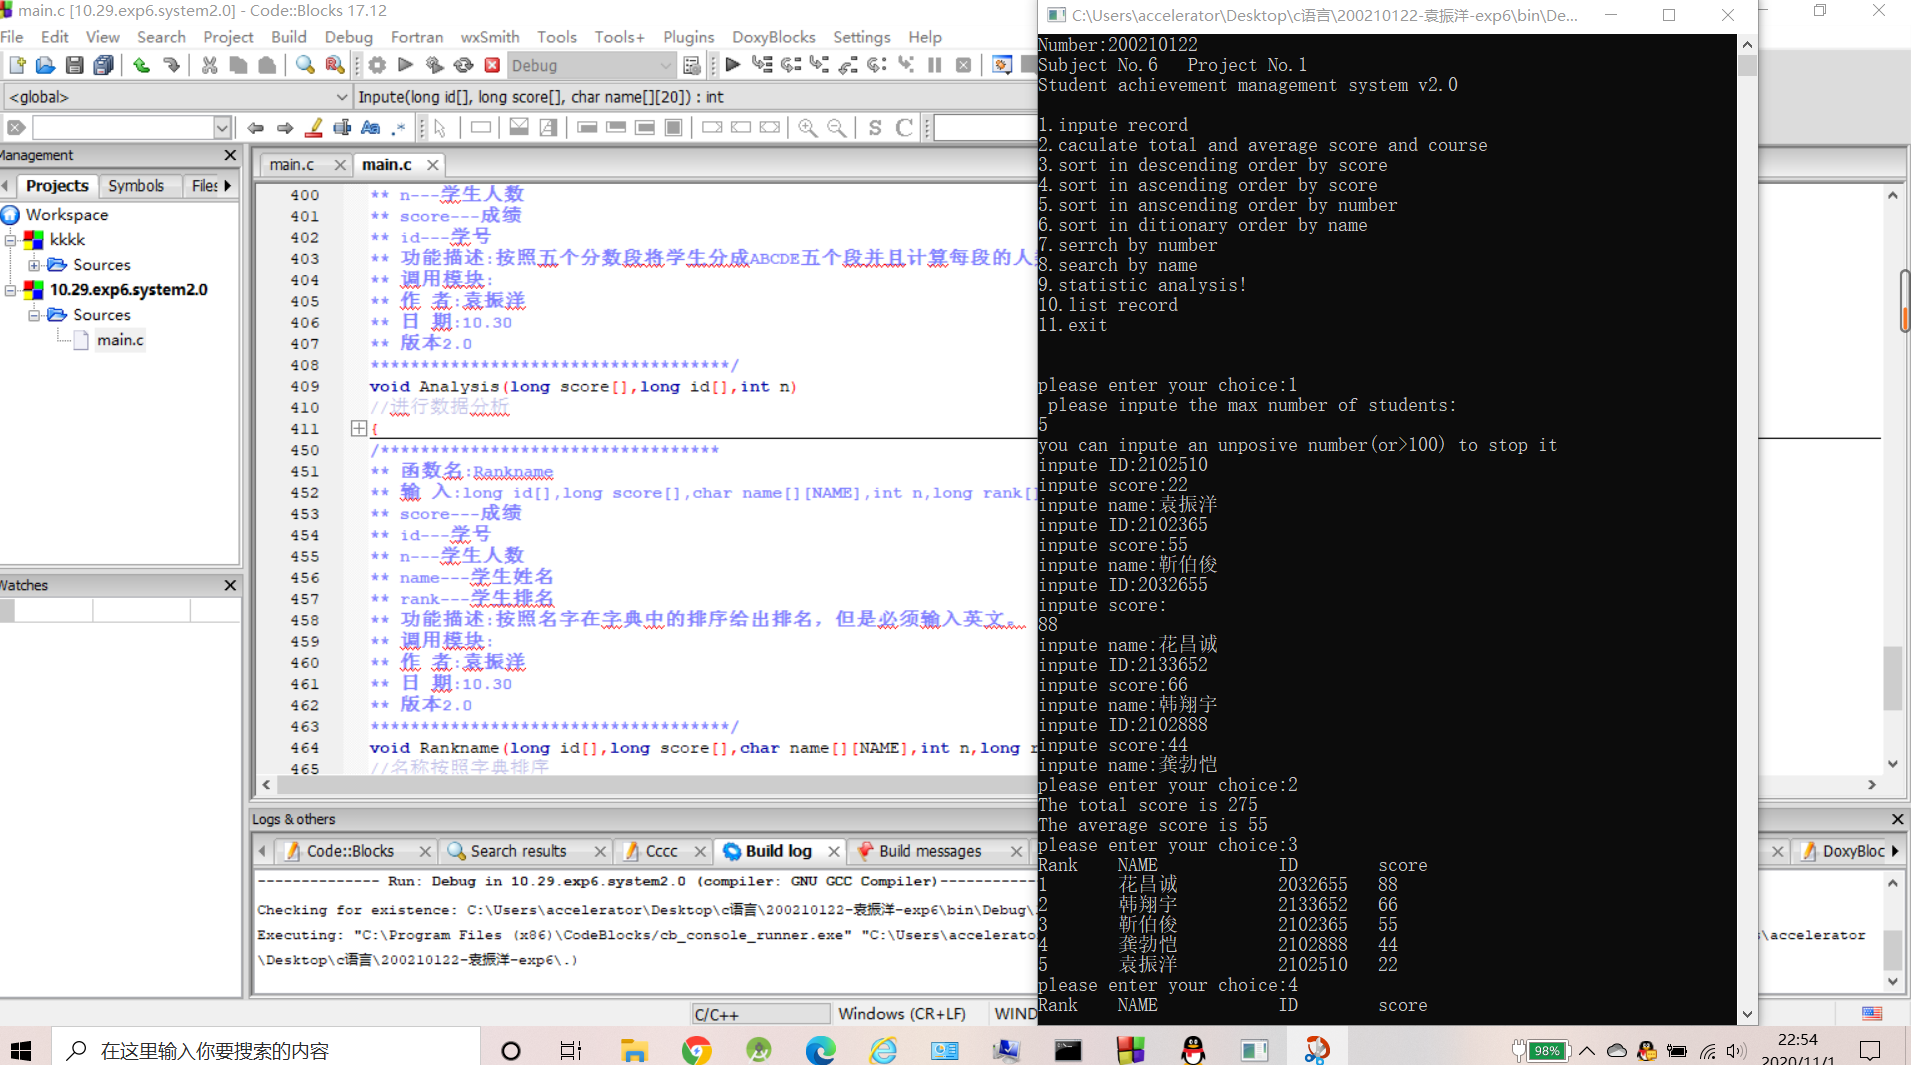 main.c [10.29.exp6.system2.0] - Code::Blocks 17.12
File Edit View Search Project Build Debug Fortran wxSmith Tools Tools+ Plugins DoxyBlocks Settings Help
Debug
<global>
Inpute(long id[], long score[], char name[][20]) : int
Management
Projects Symbols Files
Workspace
kkkk
Sources
10.29.exp6.system2.0
Sources
main.c
Watches
main.c main.c
400 ** n---学生人数
401 ** score---成绩
402 ** id---学号
403 ** 功能描述:按照五个分数段将学生分成ABCDE五个段并且计算每段的人
404 ** 调用模块:
405 ** 作 者:袁振洋
406 ** 日 期:10.30
407 ** 版本2.0
408 ************************************/
409 void Analysis(long score[],long id[],int n)
410 //进行数据分析
411 {
450 /**********************************
451 ** 函数名:Rankname
452 ** 输 入:long id[],long score[],char name[][NAME],int n,long rank[]
453 ** score---成绩
454 ** id---学号
455 ** n---学生人数
456 ** name---学生姓名
457 ** rank---学生排名
458 ** 功能描述:按照名字在字典中的排序给出排名，但是必须输入英文。
459 ** 调用模块:
460 ** 作 者:袁振洋
461 ** 日 期:10.30
462 ** 版本2.0
463 ************************************/
464 void Rankname(long id[],long score[],char name[][NAME],int n,long r
465 //名称按照字典排序
Logs & others
Code::Blocks Search results Cccc Build log Build messages DoxyBloc
-------------- Run: Debug in 10.29.exp6.system2.0 (compiler: GNU GCC Compiler)-----------
Checking for existence: C:\Users\accelerator\Desktop\c语言\200210122-袁振洋-exp6\bin\Debug\
Executing: "C:\Program Files (x86)\CodeBlocks/cb_console_runner.exe" "C:\Users\accelerato
s\accelerator
\Desktop\c语言\200210122-袁振洋-exp6\.)
C/C++ Windows (CR+LF) WIND
C:\Users\accelerator\Desktop\c语言\200210122-袁振洋-exp6\bin\De...
Number:200210122
Subject No.6 Project No.1
Student achievement management system v2.0
1.inpute record
2.caculate total and average score and course
3.sort in descending order by score
4.sort in ascending order by score
5.sort in anscending order by number
6.sort in ditionary order by name
7.serrch by number
8.search by name
9.statistic analysis!
10.list record
11.exit
please enter your choice:1
please inpute the max number of students:
5
you can inpute an unposive number(or>100) to stop it
inpute ID:2102510
inpute score:22
inpute name:袁振洋
inpute ID:2102365
inpute score:55
inpute name:靳伯俊
inpute ID:2032655
inpute score:
88
inpute name:花昌诚
inpute ID:2133652
inpute score:66
inpute name:韩翔宇
inpute ID:2102888
inpute score:44
inpute name:龚勃恺
please enter your choice:2
The total score is 275
The average score is 55
please enter your choice:3
Rank NAME ID score
1 花昌诚 2032655 88
2 韩翔宇 2133652 66
3 靳伯俊 2102365 55
4 龚勃恺 2102888 44
5 袁振洋 2102510 22
please enter your choice:4
Rank NAME ID score
在这里输入你要搜索的内容
98%
22:54
2020/11/1